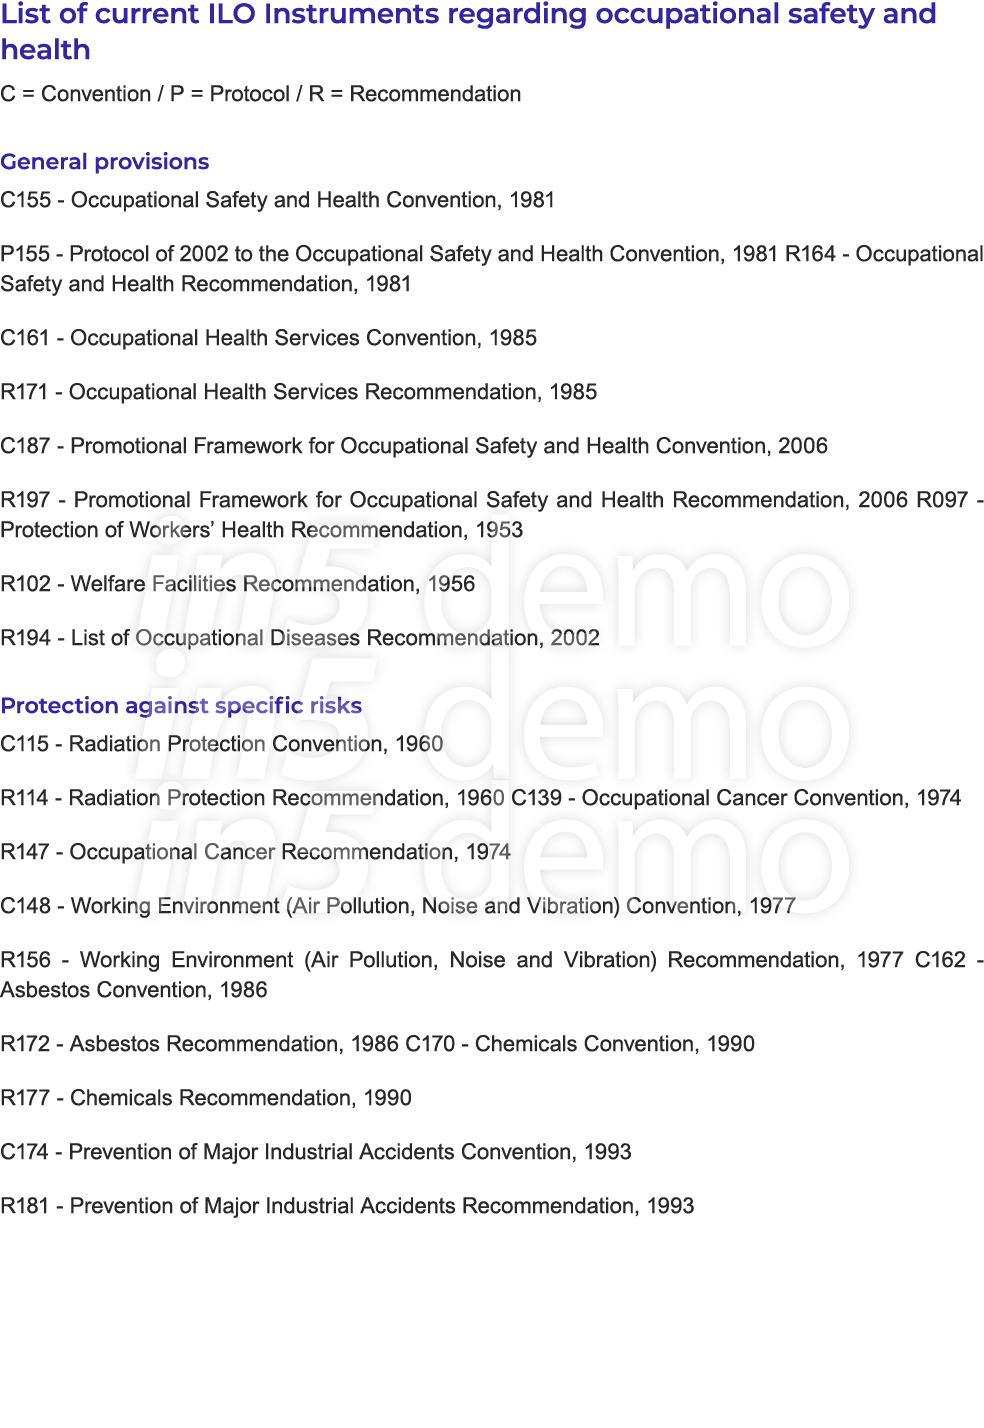 List of current ILO Instruments regarding occupational safety and
health
C = Convention / P = Protocol / R = Recommendation
General provisions
C155 - Occupational Safety and Health Convention, 1981
P155 - Protocol of 2002 to the Occupational Safety and Health Convention, 1981 R164 - Occupational
Safety and Health Recommendation, 1981
C161 - Occupational Health Services Convention, 1985
R171 - Occupational Health Services Recommendation, 1985
C187 - Promotional Framework for Occupational Safety and Health Convention, 2006
R197 - Promotional Framework for Occupational Safety and Health Recommendation, 2006 R097 -
Protection of Workers’ Health Recommendation, 1953
R102 - Welfare Facilities Recommendation, 1956
R194 - List of Occupational Diseases Recommendation, 2002
Protection against specific risks
C115 - Radiation Protection Convention, 1960
R114 - Radiation Protection Recommendation, 1960 C139 - Occupational Cancer Convention, 1974
R147 - Occupational Cancer Recommendation, 1974
C148 - Working Environment (Air Pollution, Noise and Vibration) Convention, 1977
R156 - Working Environment (Air Pollution, Noise and Vibration) Recommendation, 1977 C162 -
Asbestos Convention, 1986
R172 - Asbestos Recommendation, 1986 C170 - Chemicals Convention, 1990
R177 - Chemicals Recommendation, 1990
C174 - Prevention of Major Industrial Accidents Convention, 1993
R181 - Prevention of Major Industrial Accidents Recommendation, 1993
in5 demo
in5 demo
in5 demo